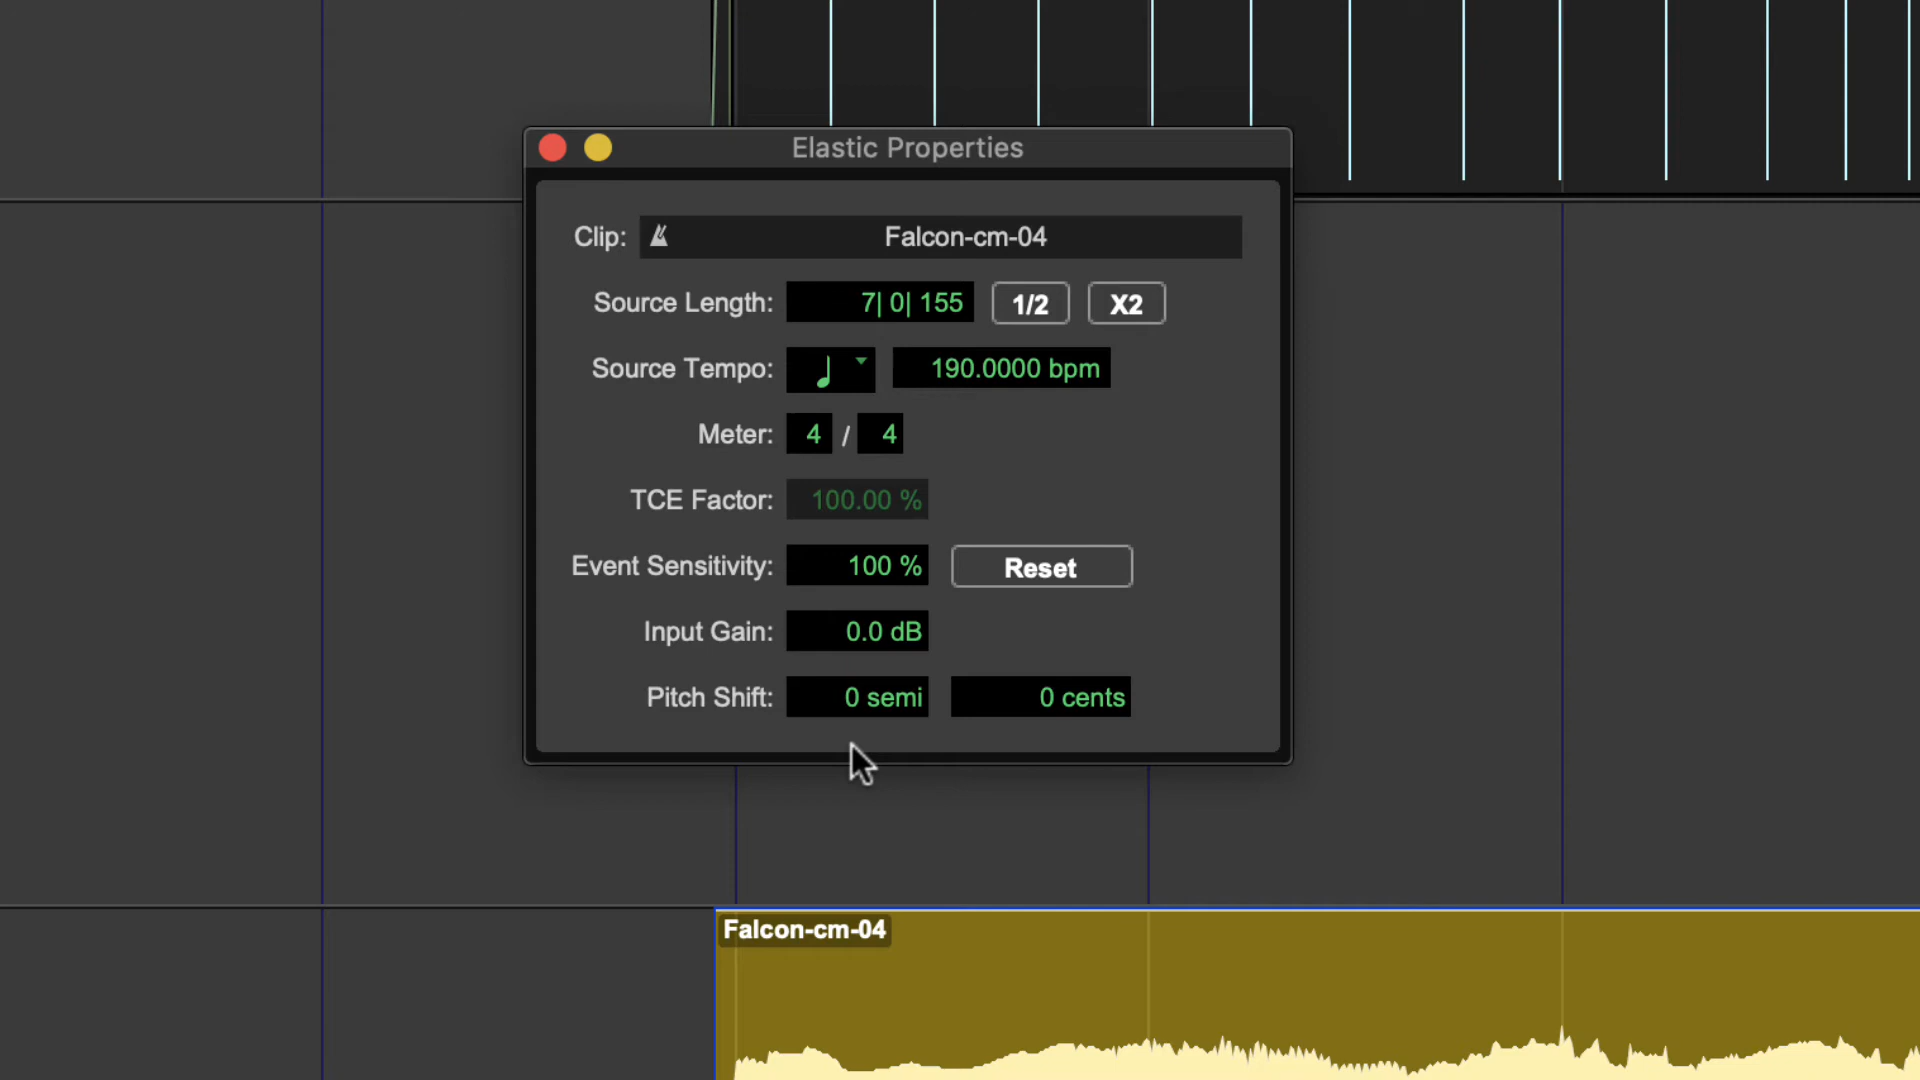 Elastic Properties
Clip: Falcon-cm-04
Source Length: 7| 0| 155 1/2 X2
Source Tempo: 190.0000 bpm
Meter: 4 / 4
TCE Factor: 100.00 %
Event Sensitivity: 100 % Reset
Input Gain: 0.0 dB
Pitch Shift: 0 semi 0 cents
Falcon-cm-04